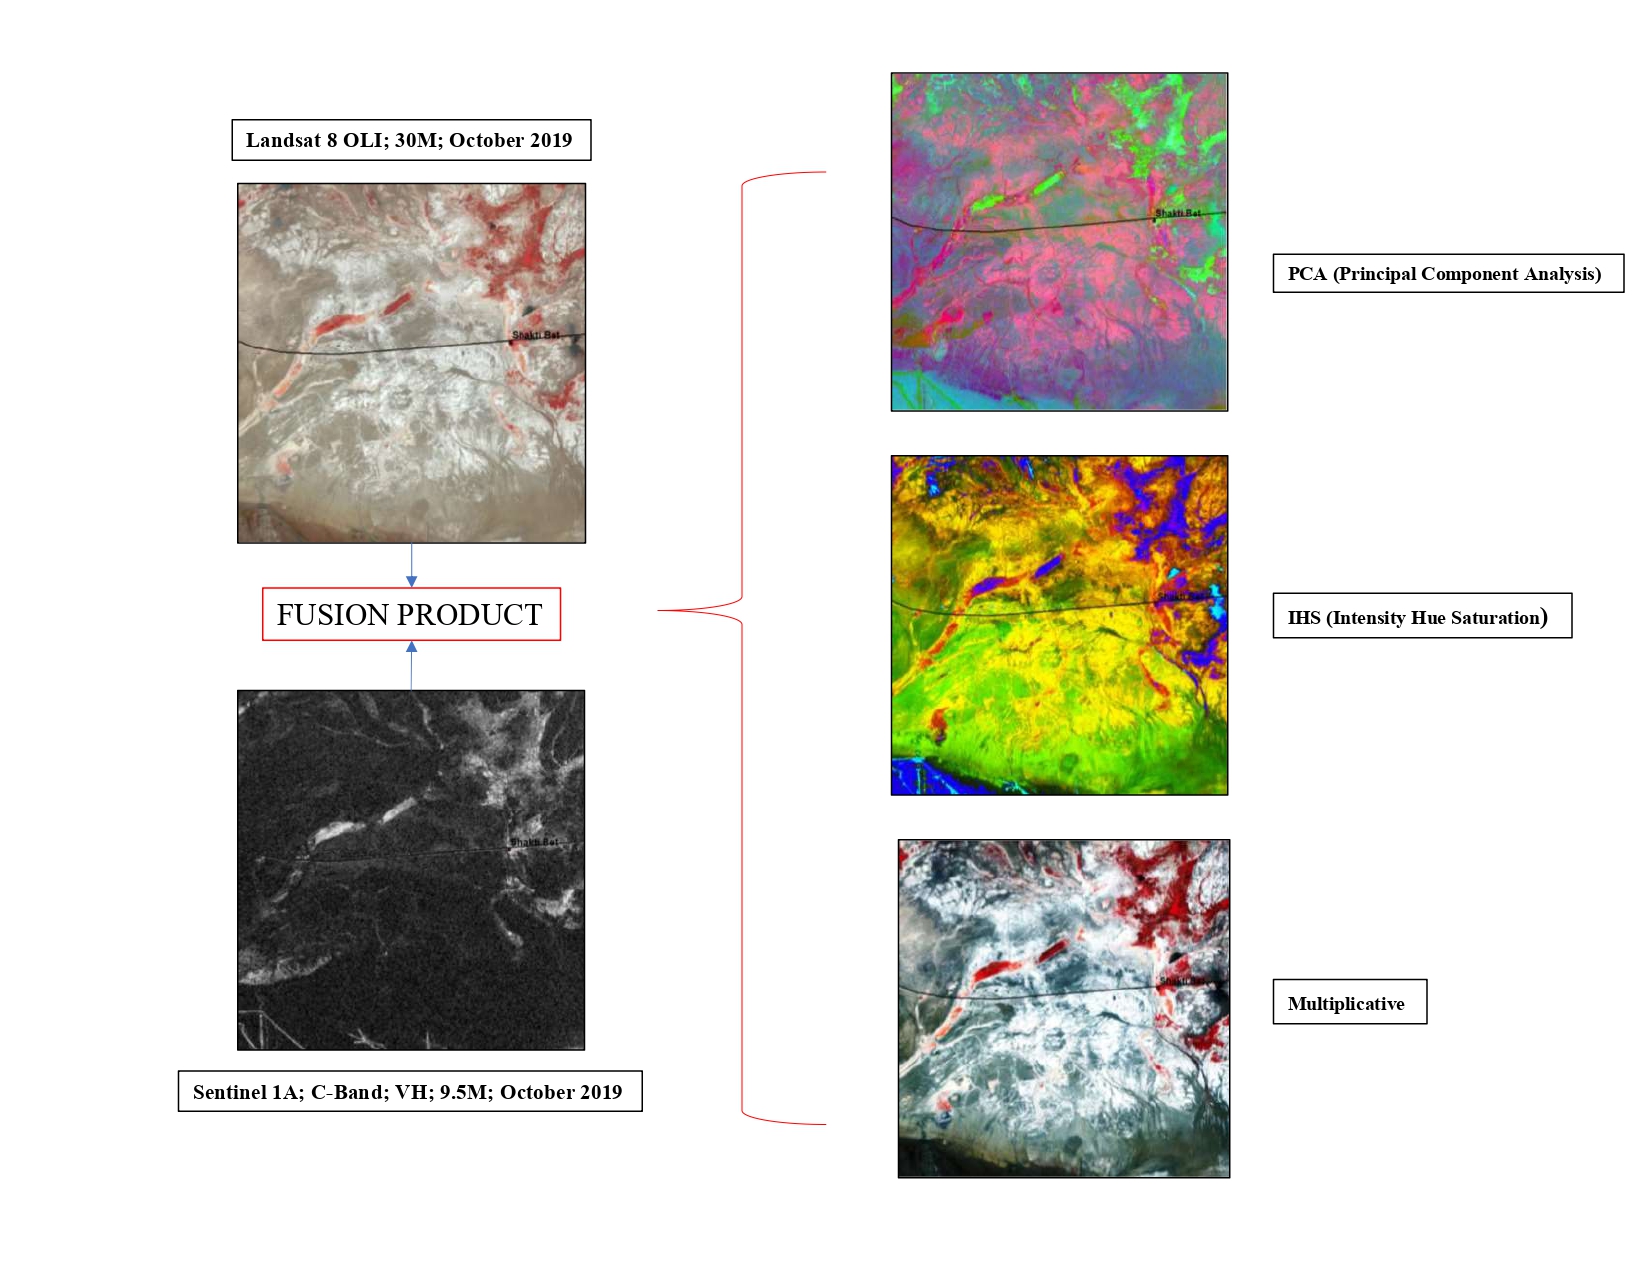 Landsat 8 OLI; 30M; October 2019
Shakti Bet
FUSION PRODUCT
Shakti Bet
Sentinel 1A; C-Band; VH; 9.5M; October 2019
Shakti Bet
PCA (Principal Component Analysis)
Shakti Bet
IHS (Intensity Hue Saturation)
Shakti Bet
Multiplicative